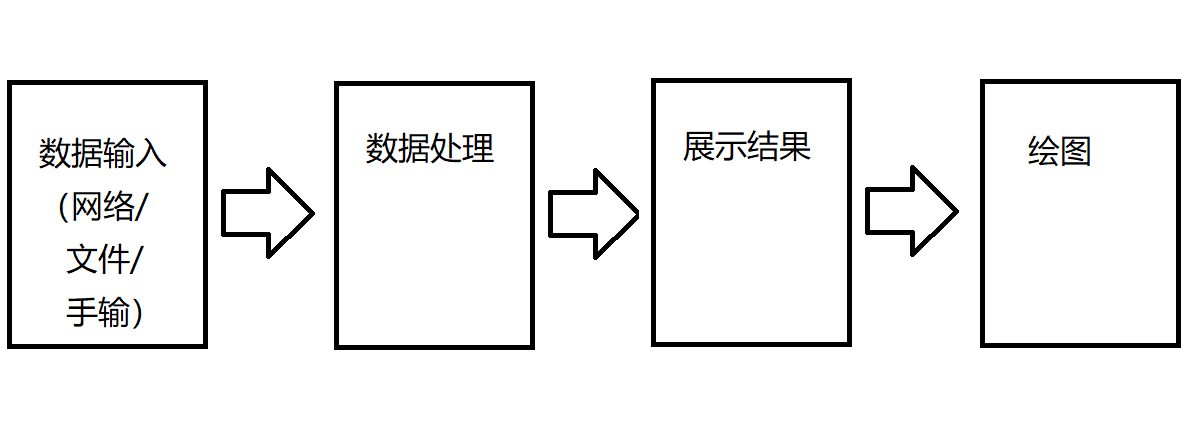 数据输入
（网络/
文件/
手输）
数据处理
展示结果
绘图